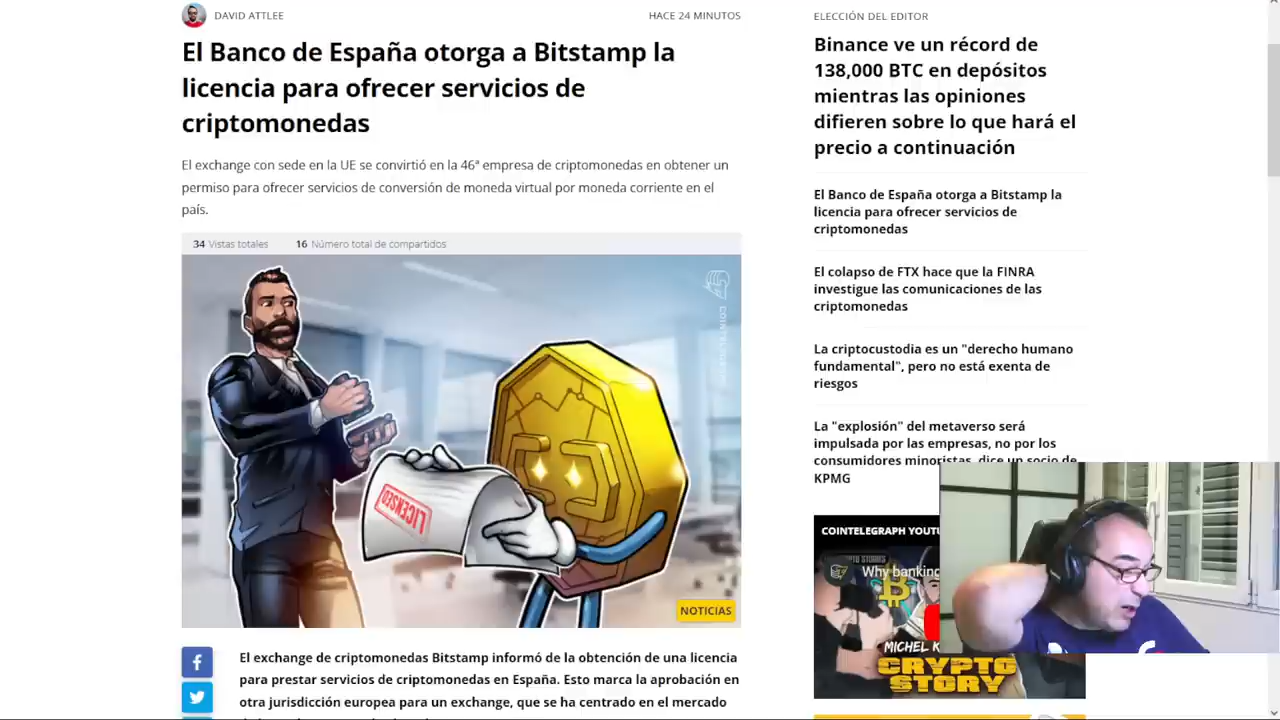 DAVID ATTLEE
HACE 24 MINUTOS
El Banco de España otorga a Bitstamp la
licencia para ofrecer servicios de
criptomonedas
El exchange con sede en la UE se convirtió en la 46ª empresa de criptomonedas en obtener un
permiso para ofrecer servicios de conversión de moneda virtual por moneda corriente en el
país.
34 Vistas totales
16 Número total de compartidos
COINTELEGRAPH
LICENSED
NOTICIAS
El exchange de criptomonedas Bitstamp informó de la obtención de una licencia
para prestar servicios de criptomonedas en España. Esto marca la aprobación en
otra jurisdicción europea para un exchange, que se ha centrado en el mercado
ELECCIÓN DEL EDITOR
Binance ve un récord de
138,000 BTC en depósitos
mientras las opiniones
difieren sobre lo que hará el
precio a continuación
El Banco de España otorga a Bitstamp la
licencia para ofrecer servicios de
criptomonedas
El colapso de FTX hace que la FINRA
investigue las comunicaciones de las
criptomonedas
La criptocustodia es un "derecho humano
fundamental", pero no está exenta de
riesgos
La "explosión" del metaverso será
impulsada por las empresas, no por los
consumidores minoristas, dice un socio de
KPMG
COINTELEGRAPH YOUTU
CRYPTO STORIES
Why banking
MICHEL K
CRYPTO
STORY